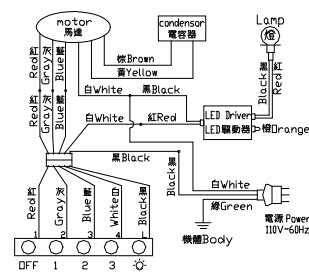 motor
馬達
condensor
電容器
Lamp
燈
棕Brown
黃Yellow
紅
Red
灰
Gray
藍
Blue
黑
Black
紅
Red
白White
黑Black
Red
Gray
Blue
白White
紅Red
LED Driver
LED驅動器
橙Orange
黑Black
黑
Black
白White
綠Green
電源 Power
110V~60Hz
機體Body
紅
Red
灰
Gray
藍
Blue
白
White
黑
Black
1
2
3
4
L
OFF
1
2
3